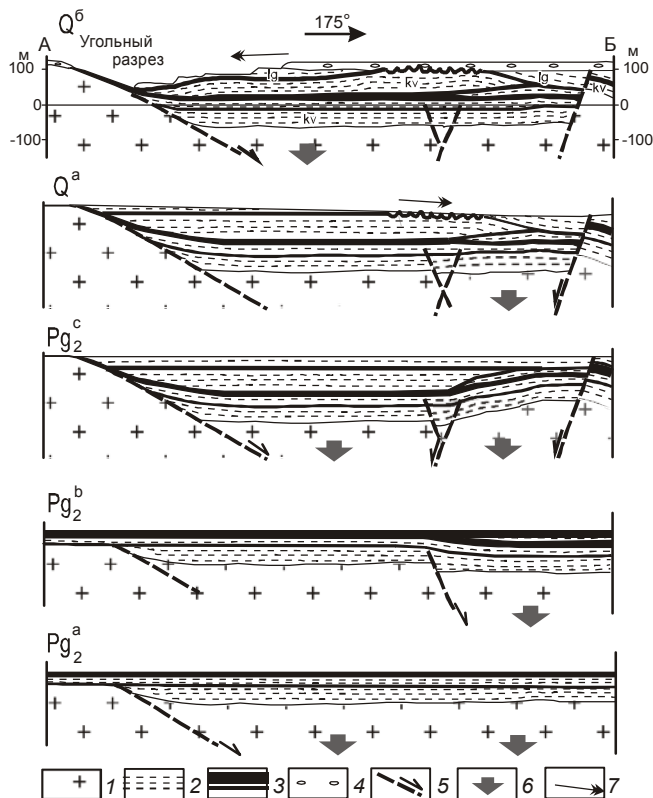 Qб
175°
А Угольный разрез Б
м м
100 lg lg 100
kv kv
0 0
kv
-100 -100
Qa
Pg2c
Pg2b
Pg2a
1 2 3 4 5 6 7